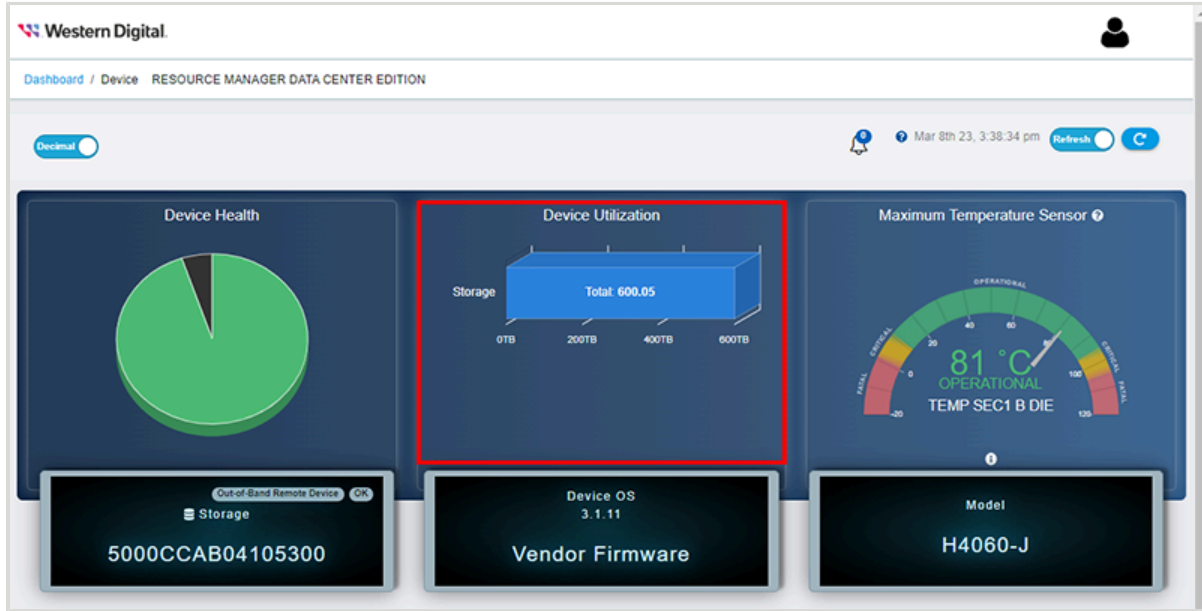 Western Digital.
Dashboard / Device RESOURCE MANAGER DATA CENTER EDITION
Decimal
0
Mar 8th 23, 3:38:34 pm
Refresh
Device Health
Device Utilization
Storage
Total: 600.05
0TB 200TB 400TB 600TB
Maximum Temperature Sensor
FATAL CRITICAL OPERATIONAL CRITICAL FATAL
-20 0 20 40 60 80 100 120
81 °C
OPERATIONAL
TEMP SEC1 B DIE
Out-of-Band Remote Device OK
Storage
5000CCAB04105300
Device OS
3.1.11
Vendor Firmware
Model
H4060-J